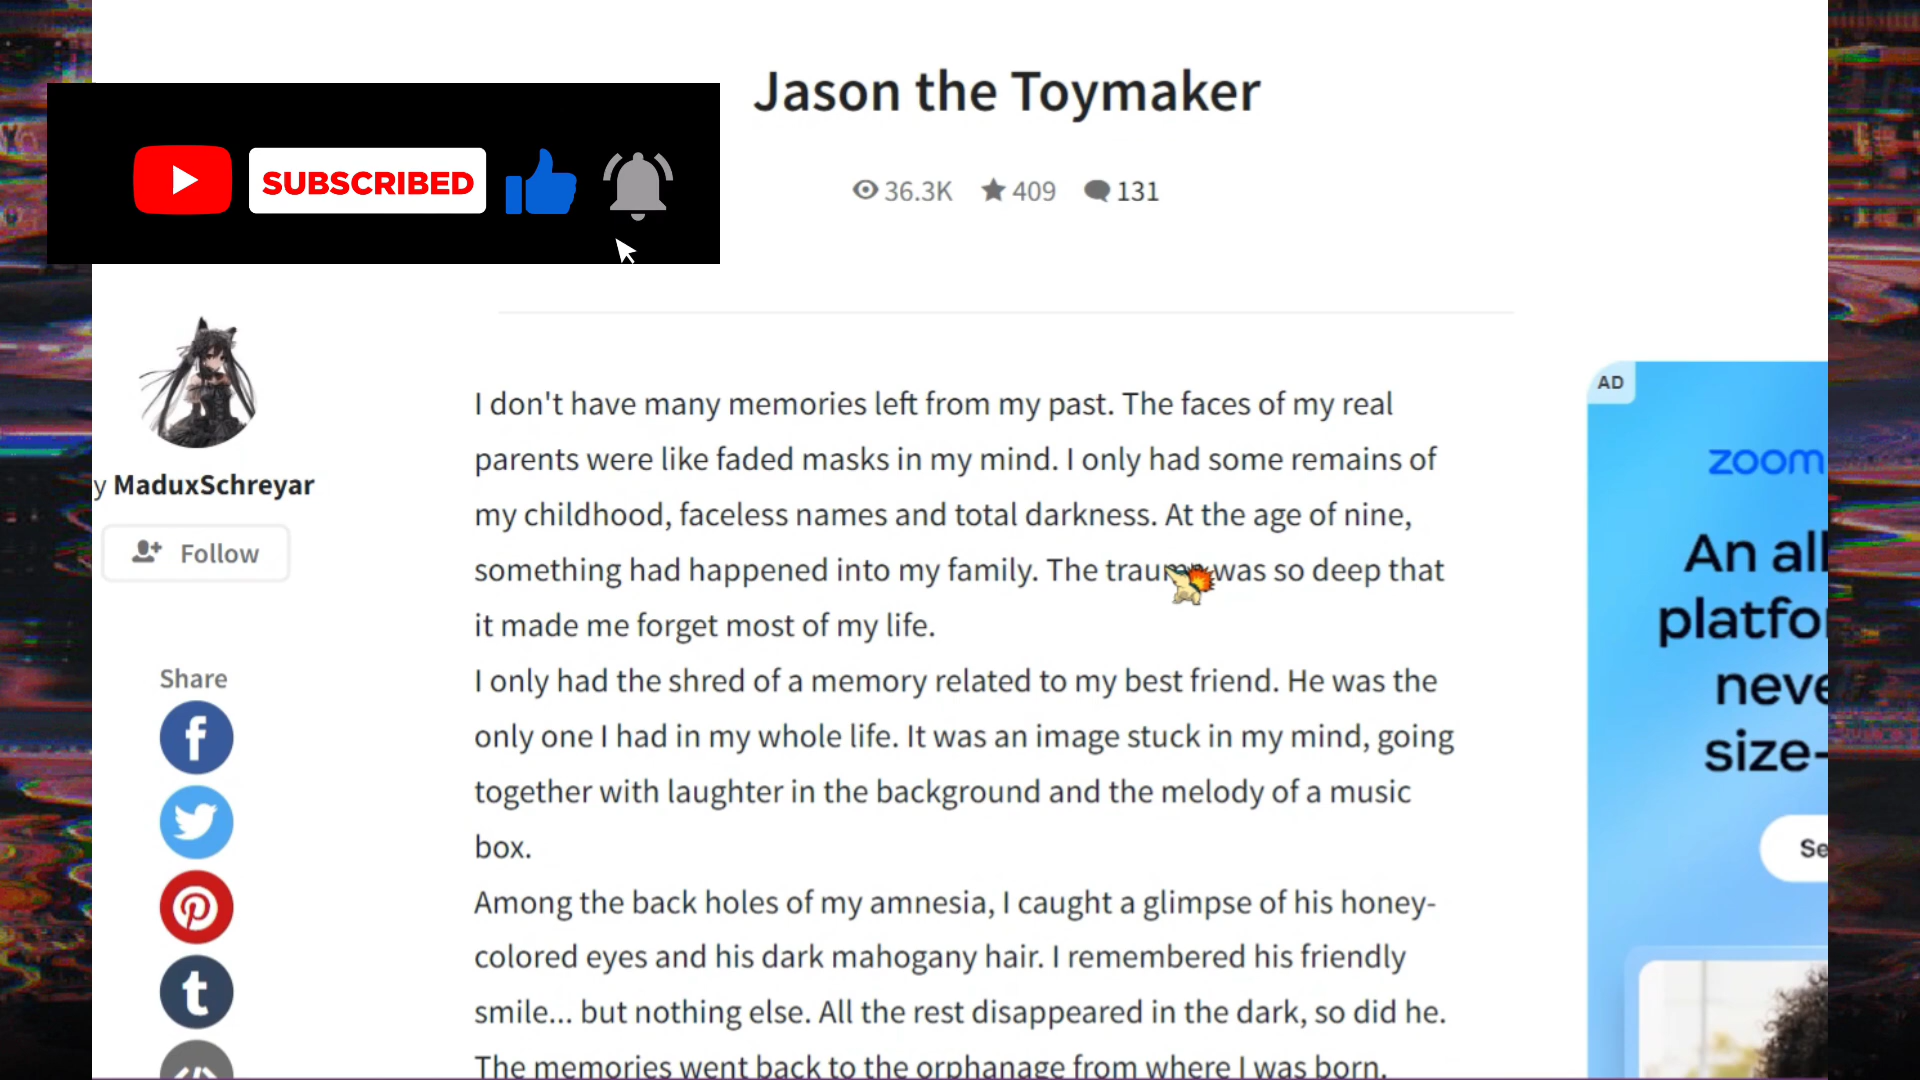 Jason the Toymaker
SUBSCRIBED
36.3K 409 131
y MaduxSchreyar
Follow
Share
I don't have many memories left from my past. The faces of my real
parents were like faded masks in my mind. I only had some remains of
my childhood, faceless names and total darkness. At the age of nine,
something had happened into my family. The trauma was so deep that
it made me forget most of my life.
I only had the shred of a memory related to my best friend. He was the
only one I had in my whole life. It was an image stuck in my mind, going
together with laughter in the background and the melody of a music
box.
Among the back holes of my amnesia, I caught a glimpse of his honey-
colored eyes and his dark mahogany hair. I remembered his friendly
smile... but nothing else. All the rest disappeared in the dark, so did he.
The memories went back to the orphanage from where I was born.
AD
zoom
An all
platfo
neve
size-
Se